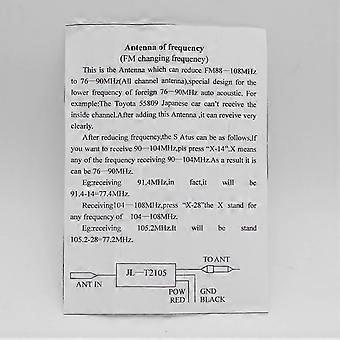 Antenna of frequency
(FM changing frequency)
This is the Antenna which can reduce FM88－108MHz
to 76－90MHz(All channel antenna),special design for
the lower frequency of foreign 76－90MHz auto acoustic. For
example:The Toyota 55809 Japanese car can't receive the
inside channel.After adding this Antenna ,it can reveive very
clearly.
After reducing frequency,the S Atus can be as follows,If
you want to receive 90－104MHz,pis press "X-14".X means
any of the frequency receiving 90－104MHz.As a result it is
can be 76－90MHz.
Eg:receiving 91.4MHz,in fact,it will be
91.4-14=77.4MHz.
Receiving104－108MHz,press "X-28"the X stand for
any frequency of 104－108MHz.
Eg:receiving 105.2MHz.It will be stand
105.2-28=77.2MHz.
TO ANT
JL－T2105
ANT IN
POW GND
RED BLACK